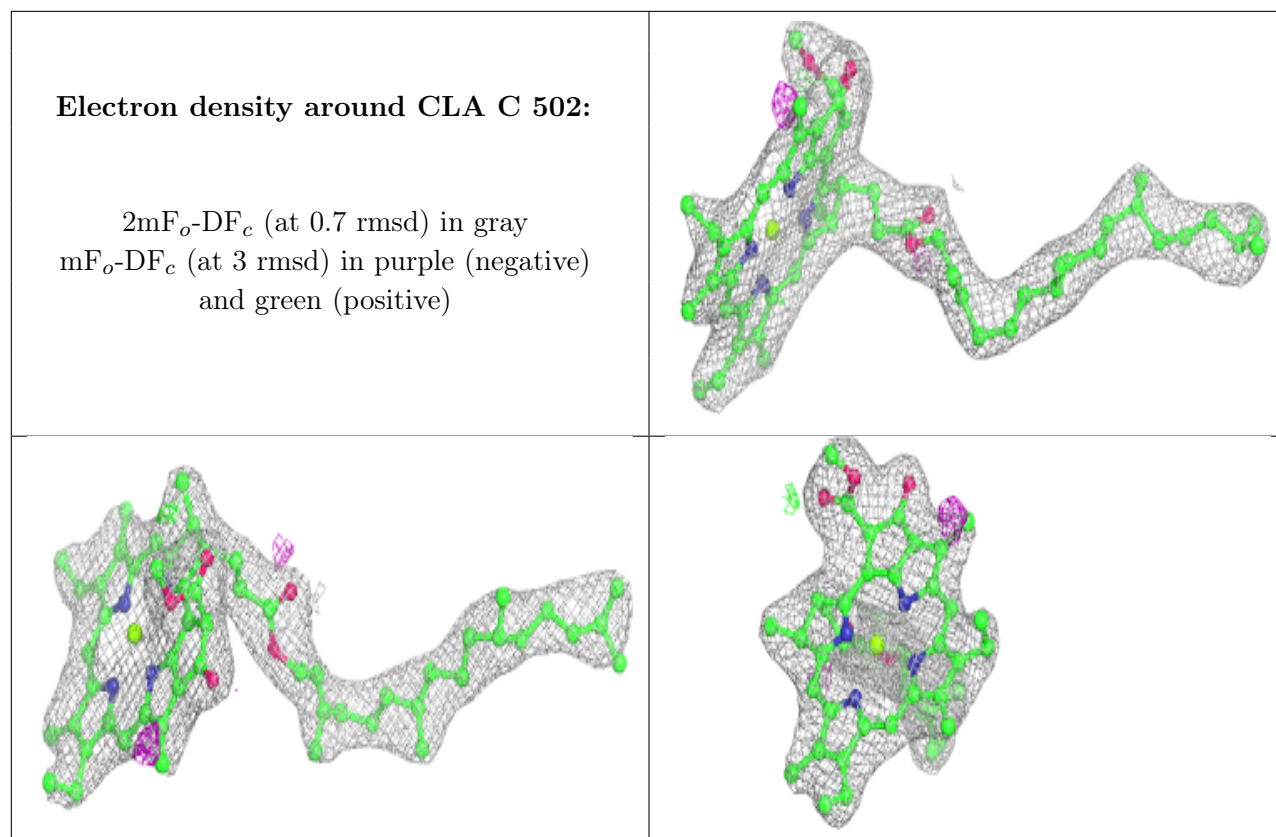 Electron density around CLA C 502:
2mFo-DFc (at 0.7 rmsd) in gray
mFo-DFc (at 3 rmsd) in purple (negative)
and green (positive)